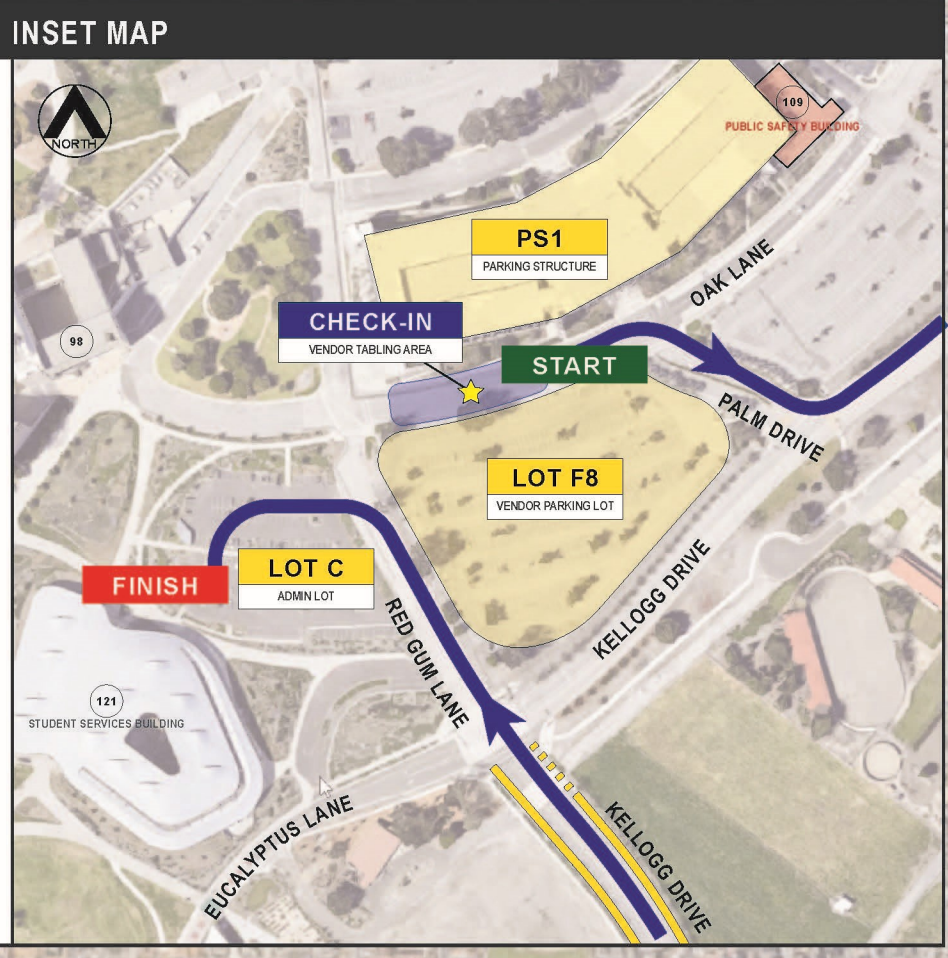 INSET MAP
NORTH
109
PUBLIC SAFETY BUILDING
PS1
PARKING STRUCTURE
OAK LANE
CHECK-IN
VENDOR TABLING AREA
98
START
PALM DRIVE
LOT F8
VENDOR PARKING LOT
LOT C
ADMIN LOT
FINISH
KELLOGG DRIVE
RED GUM LANE
121
STUDENT SERVICES BUILDING
EUCALYPTUS LANE
KELLOGG DRIVE